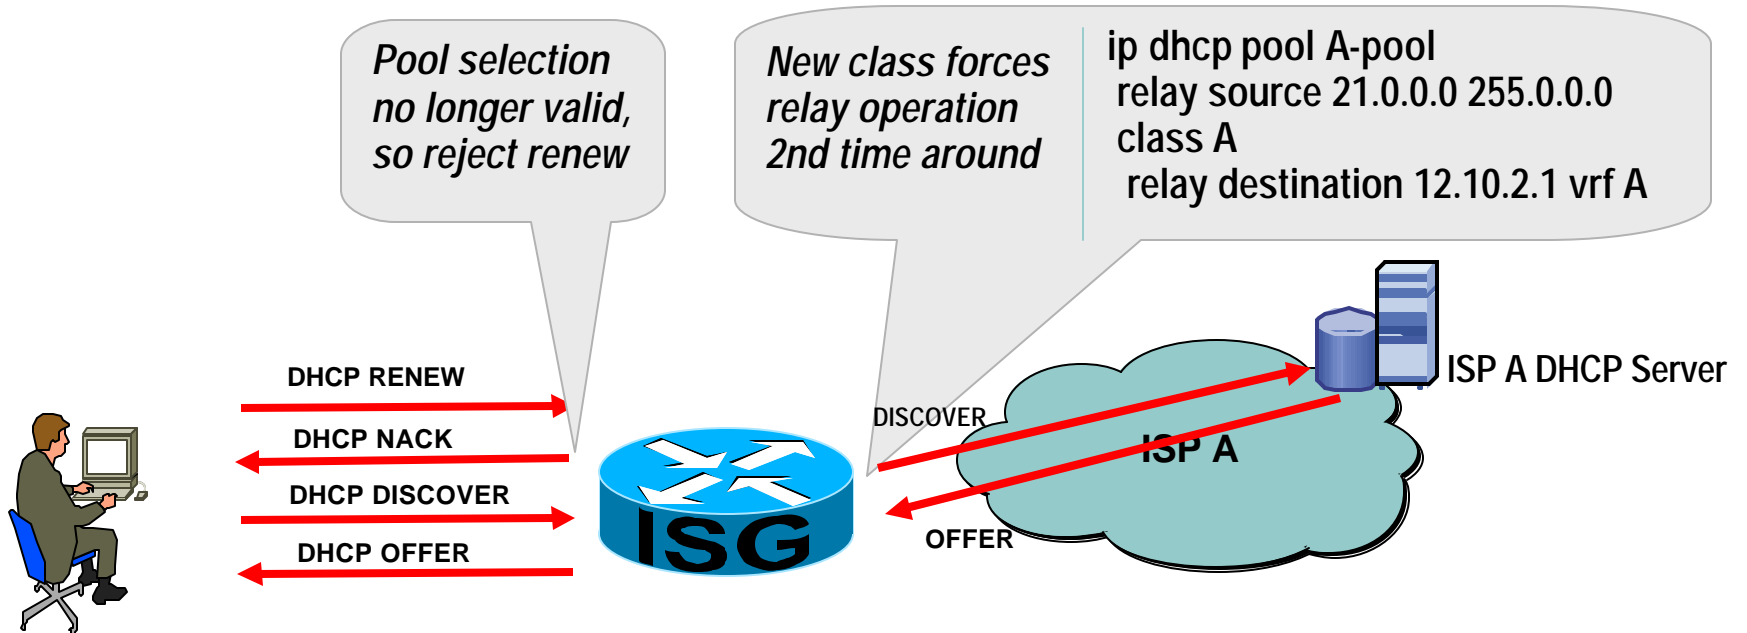 Pool selection
no longer valid,
so reject renew
New class forces
relay operation
2nd time around
ip dhcp pool A-pool
relay source 21.0.0.0 255.0.0.0
class A
relay destination 12.10.2.1 vrf A
ISP A DHCP Server
DHCP RENEW
DHCP NACK
DHCP DISCOVER
DHCP OFFER
ISG
DISCOVER
ISP A
OFFER